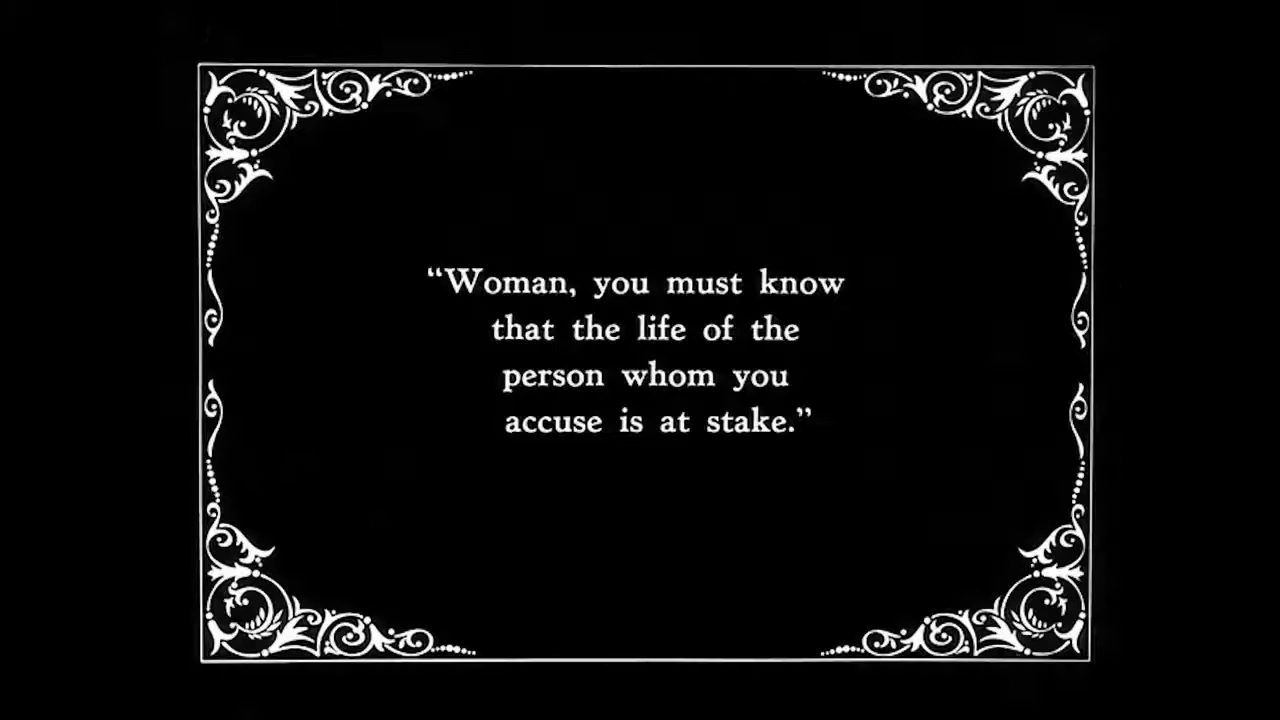 “Woman, you must know
that the life of the
person whom you
accuse is at stake.”